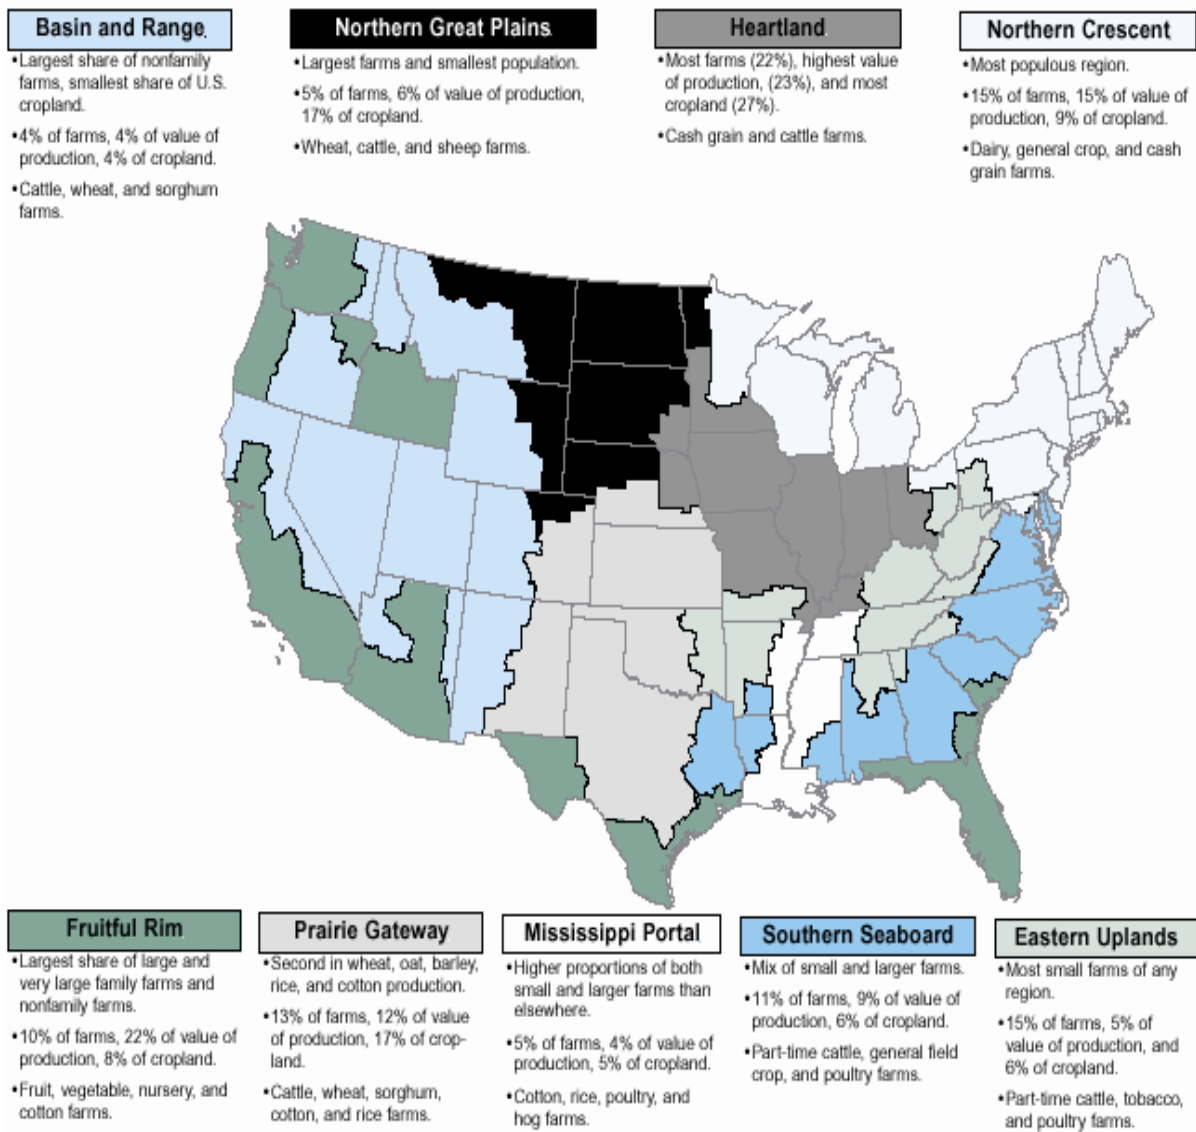 Basin and Range
•Largest share of nonfamily
farms, smallest share of U.S.
cropland.
•4% of farms, 4% of value of
production, 4% of cropland.
•Cattle, wheat, and sorghum
farms.
Northern Great Plains
•Largest farms and smallest population.
•5% of farms, 6% of value of production,
17% of cropland.
•Wheat, cattle, and sheep farms.
Heartland
•Most farms (22%), highest value
of production, (23%), and most
cropland (27%).
•Cash grain and cattle farms.
Northern Crescent
•Most populous region.
•15% of farms, 15% of value of
production, 9% of cropland.
•Dairy, general crop, and cash
grain farms.
Fruitful Rim
•Largest share of large and
very large family farms and
nonfamily farms.
•10% of farms, 22% of value of
production, 8% of cropland.
•Fruit, vegetable, nursery, and
cotton farms.
Prairie Gateway
•Second in wheat, oat, barley,
rice, and cotton production.
•13% of farms, 12% of value
of production, 17% of crop-
land.
•Cattle, wheat, sorghum,
cotton, and rice farms.
Mississippi Portal
•Higher proportions of both
small and larger farms than
elsewhere.
•5% of farms, 4% of value of
production, 5% of cropland.
•Cotton, rice, poultry, and
hog farms.
Southern Seaboard
•Mix of small and larger farms.
•11% of farms, 9% of value of
production, 6% of cropland.
•Part-time cattle, general field
crop, and poultry farms.
Eastern Uplands
•Most small farms of any
region.
•15% of farms, 5% of
value of production, and
6% of cropland.
•Part-time cattle, tobacco,
and poultry farms.